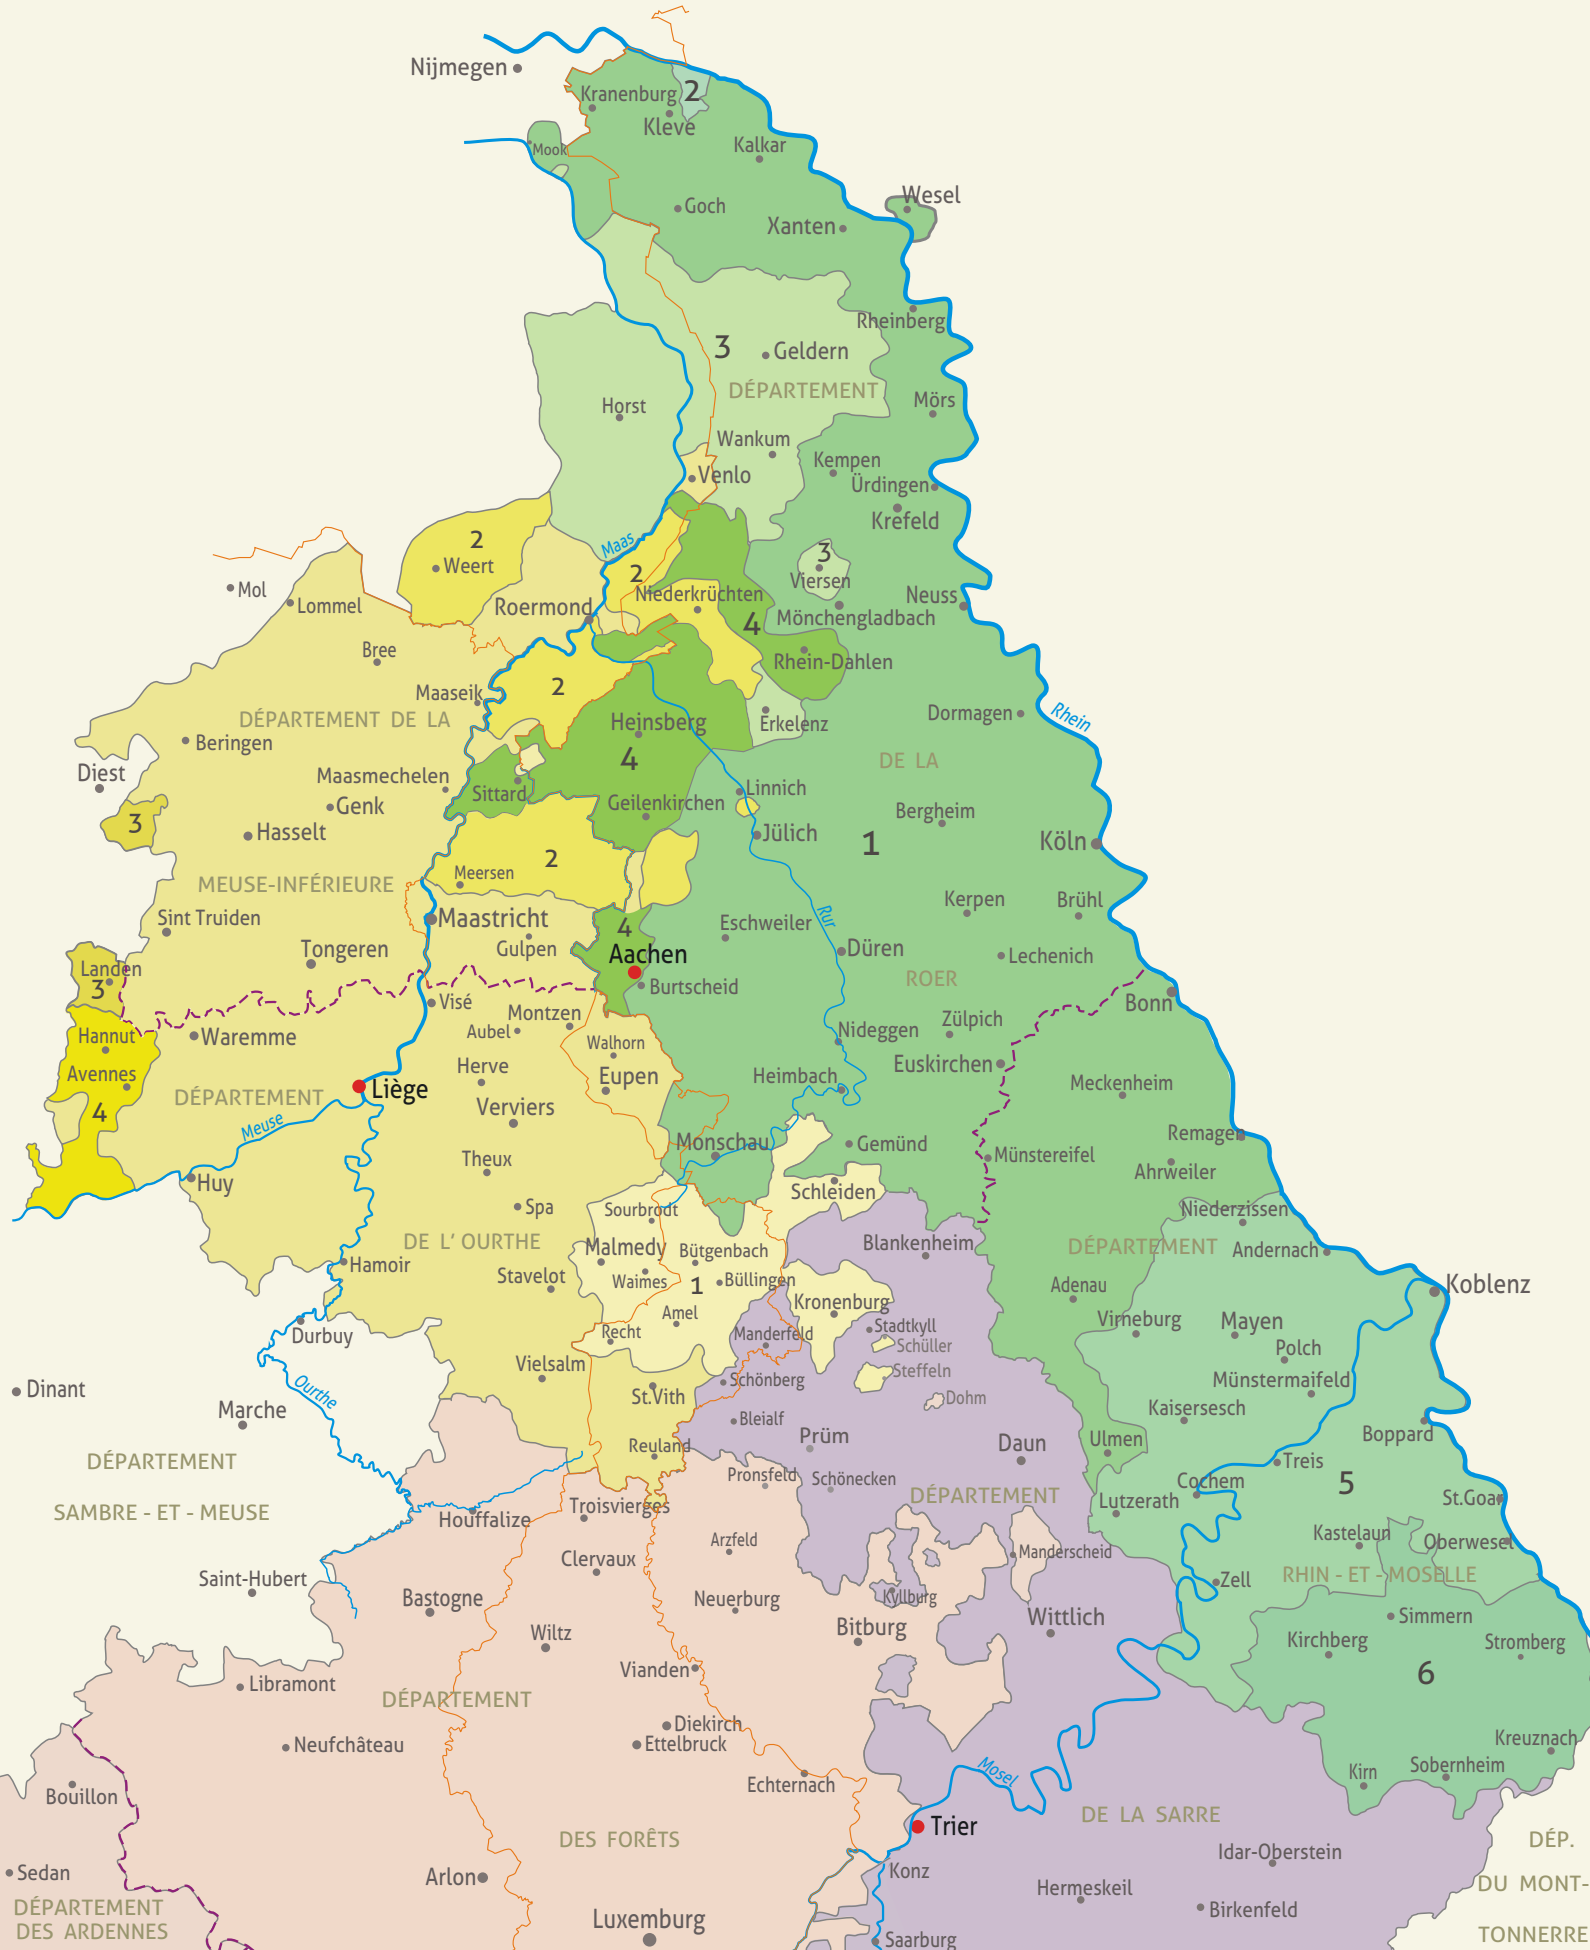 Nijmegen
Kranenburg
2
Kleve
Mook
Kalkar
Goch
Wesel
Xanten
Rheinberg
3
Geldern
DÉPARTEMENT
Horst
Mörs
Wankum
Kempen
Venlo
Ürdingen
Krefeld
2
Weert
Maas
2
3
Viersen
Mol
Lommel
Roermond
Niederkrüchten
Neuss
4
Mönchengladbach
Bree
Rhein-Dahlen
Maaseik
2
DÉPARTEMENT DE LA
Heinsberg
Erkelenz
Dormagen
Rhein
Beringen
4
DE LA
Diest
Maasmechelen
Sittard
Linnich
Genk
Geilenkirchen
Bergheim
3
Hasselt
Jülich
1
Köln
2
Meersen
MEUSE-INFÉRIEURE
Kerpen
Brühl
Sint Truiden
Maastricht
4
Eschweiler
Rur
Gulpen
Aachen
Düren
Tongeren
Lechenich
Landen
3
Burtscheid
ROER
Visé
Bonn
Montzen
Aubel
Zülpich
Hannut
Waremme
Walhorn
Nideggen
Avennes
Herve
Eupen
Heimbach
Euskirchen
Liège
Meckenheim
DÉPARTEMENT
4
Verviers
Meuse
Monschau
Gemünd
Remagen
Theux
Münstereifel
Ahrweiler
Huy
Schleiden
Spa
Sourbrodt
Niederzissen
DE L' OURTHE
Malmedy
Bütgenbach
Blankenheim
DÉPARTEMENT
Andernach
Hamoir
Stavelot
Waimes
1
Büllingen
Adenau
Koblenz
Kronenburg
Amel
Virneburg
Mayen
Durbuy
Recht
Manderfeld
Stadtkyll
Schüller
Polch
Vielsalm
Steffeln
Dinant
Ourthe
St.Vith
Schönberg
Münstermaifeld
Dohm
Marche
Bleialf
Kaisersesch
Prüm
Daun
Ulmen
Boppard
Reuland
DÉPARTEMENT
Pronsfeld
Schönecken
Treis
5
Cochem
DÉPARTEMENT
Lutzerath
St.Goar
SAMBRE - ET - MEUSE
Houffalize
Troisvierges
Arzfeld
Kastelaun
Oberwesel
Clervaux
Manderscheid
Saint-Hubert
Zell
RHIN - ET - MOSELLE
Bastogne
Neuerburg
Kyllburg
Wittlich
Simmern
Wiltz
Bitburg
Kirchberg
Stromberg
Vianden
6
Libramont
DÉPARTEMENT
Diekirch
Neufchâteau
Ettelbruck
Kreuznach
Bouillon
Echternach
Mosel
Kirn
Sobernheim
DES FORÊTS
Trier
DE LA SARRE
DÉP.
Sedan
Arlon
Konz
Idar-Oberstein
DU MONT-
DÉPARTEMENT
Hermeskeil
Birkenfeld
DES ARDENNES
Luxemburg
Saarburg
TONNERRE